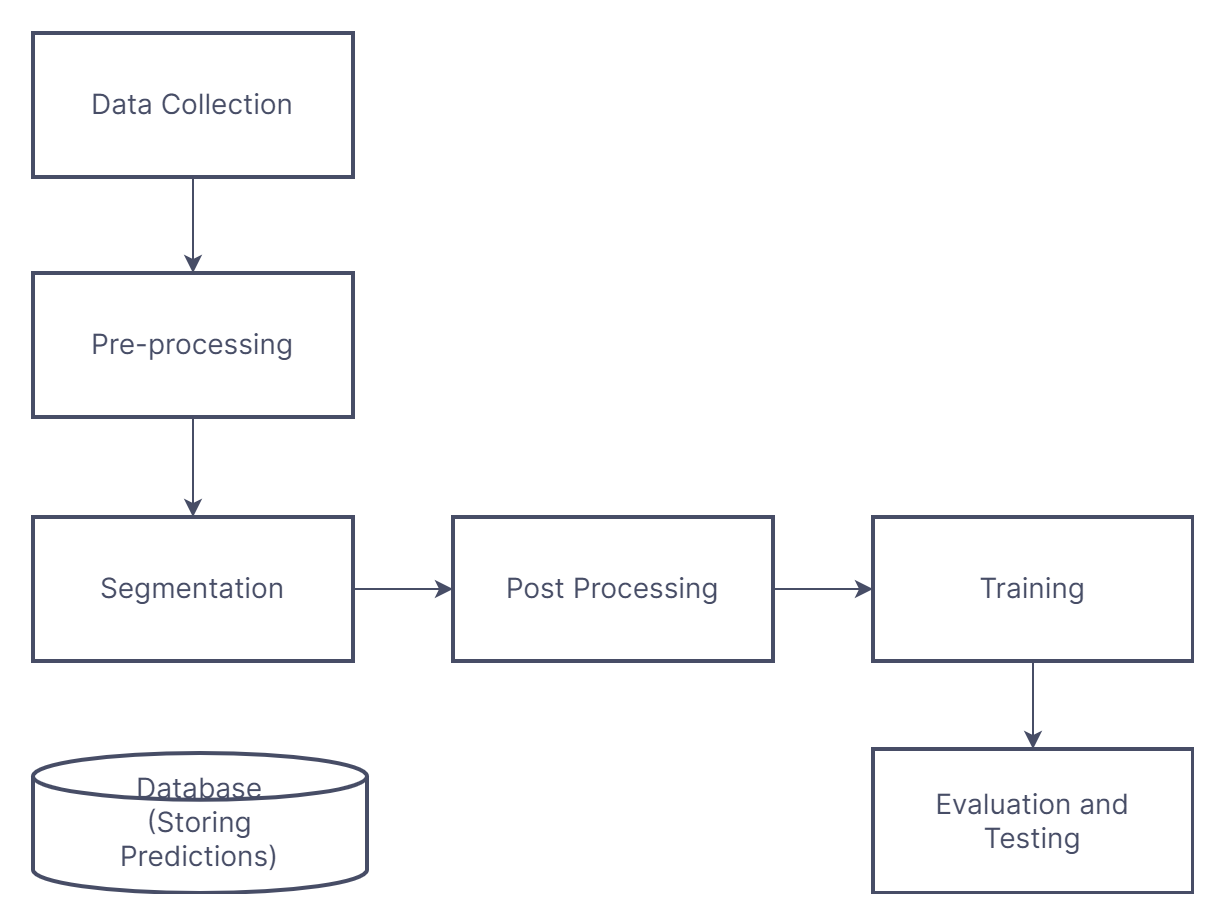 Data Collection
Pre-processing
Segmentation
Post Processing
Training
Database
(Storing
Predictions)
Evaluation and
Testing